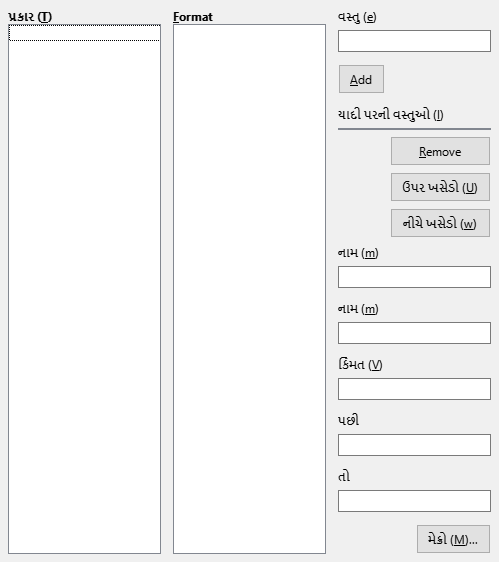 પ્રકાર (T)
Format
વસ્તુ (e)
Add
યાદી પરની વસ્તુઓ (I)
Remove
ઉપર ખસેડો (U)
નીચે ખસેડો (w)
નામ (m)
નામ (m)
કિંમત (V)
પછી
તો
મેક્રો (M)...